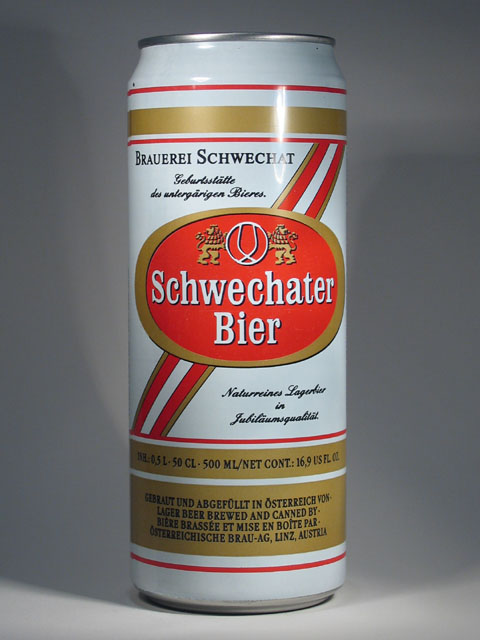 BRAUEREI SCHWECHAT
Geburtsstätte
des untergärigen Bieres.
Schwechater
Bier
Naturreines Lagerbier
in
Jubiläumsqualität.
INH.: 0,5 L · 50 CL · 500 ML/NET CONT.: 16,9 US FL. OZ.
GEBRAUT UND ABGEFÜLLT IN ÖSTERREICH VON-
LAGER BEER BREWED AND CANNED BY-
BIÈRE BRASSÉE ET MISE EN BOÎTE PAR-
ÖSTERREICHISCHE BRAU-AG, LINZ, AUSTRIA